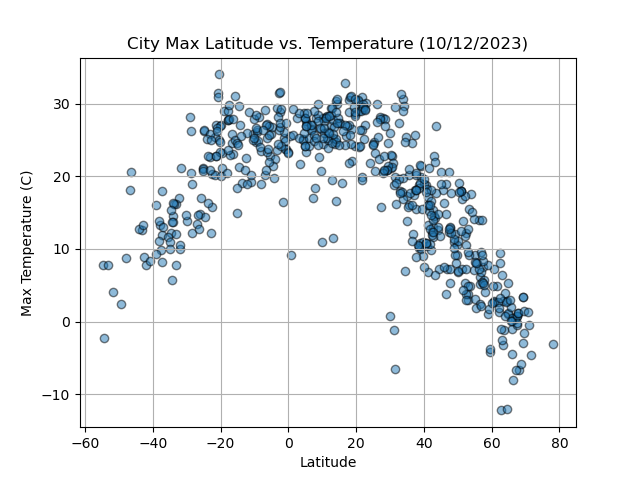 City Max Latitude vs. Temperature (10/12/2023)
Max Temperature (C)
30
20
10
0
−10
−60 −40 −20 0 20 40 60 80
Latitude